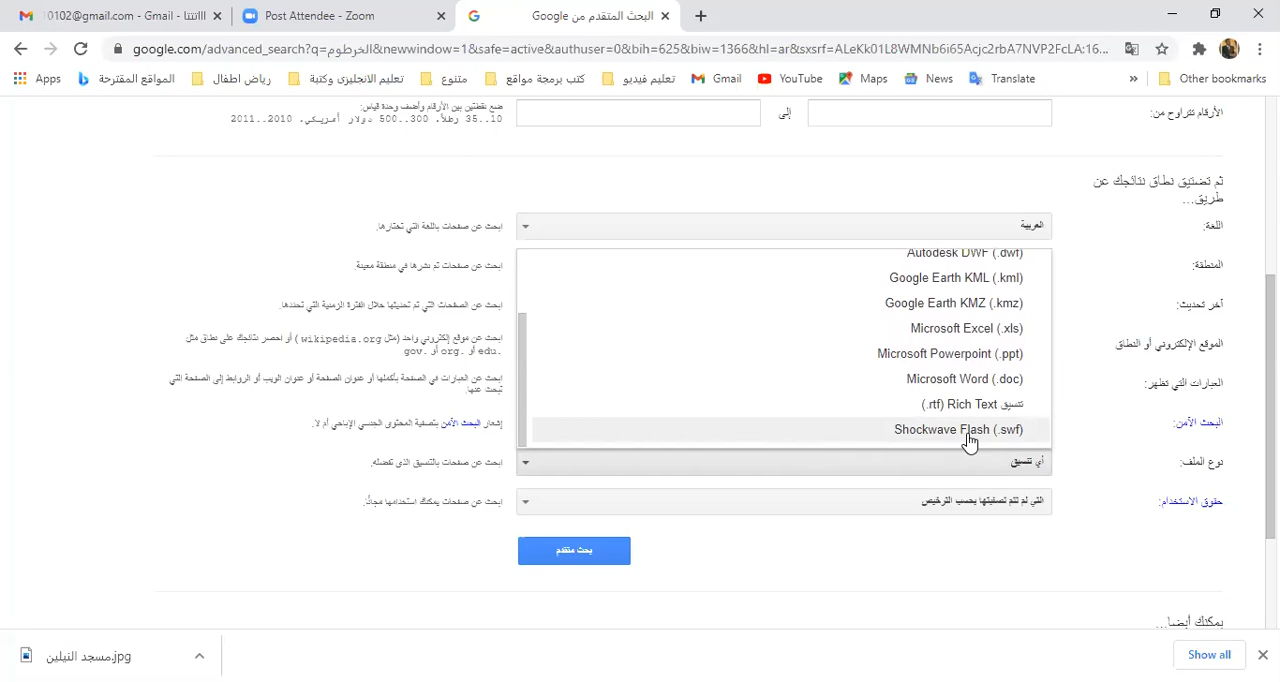 10102@gmail.com - Gmail - اااتنتا
Post Attendee - Zoom
البحث المتقدم من Google
google.com/advanced_search?q=الخرطوم&newwindow=1&safe=active&authuser=0&bih=625&biw=1366&hl=ar&sxsrf=ALeKk01L8WMNb6i65Acjc2rbA7NVP2FcLA:16...
Apps
المواقع المقترحة
رياض اطفال
تعليم الانجليزى وكتبة
متنوع
كتب برمجة مواقع
تعليم فيديو
Gmail
YouTube
Maps
News
Translate
»
Other bookmarks
الأرقام تتراوح من:
إلى
ضع نقطتين بين الأرقام وأضف وحدة قياس:
10..35 رطلاً، 300..500 دولار أمريكي، 2010..2011
ثم تضييق نطاق نتائجك عن
طريق...
اللغة:
العربية
ابحث عن صفحات باللغة التي تختارها.
المنطقة:
ابحث عن صفحات تم نشرها في منطقة معينة.
آخر تحديث:
ابحث عن الصفحات التي تم تحديثها خلال الفترة الزمنية التي تحددها.
الموقع الإلكتروني أو النطاق
ابحث عن موقع إلكتروني واحد (مثل wikipedia.org ) أو احصر نتائجك على نطاق مثل
.edu أو .org أو .gov
العبارات التي تظهر:
ابحث عن العبارات في الصفحة بأكملها أو عنوان الصفحة أو عنوان الويب أو الروابط إلى الصفحة التي
تبحث عنها.
البحث الآمن:
إشعار البحث الآمن بتصفية المحتوى الجنسي الإباحي أم لا.
Autodesk DWF (.dwf)
Google Earth KML (.kml)
Google Earth KMZ (.kmz)
Microsoft Excel (.xls)
Microsoft Powerpoint (.ppt)
Microsoft Word (.doc)
تنسيق Rich Text (.rtf)
Shockwave Flash (.swf)
نوع الملف:
أي تنسيق
ابحث عن صفحات بالتنسيق الذى تفضله.
حقوق الاستخدام:
التي لم تتم تصفيتها بحسب الترخيص
ابحث عن صفحات يمكنك استخدامها مجانًا.
بحث متقدم
يمكنك أيضا...
مسجد النيلين.jpg
Show all